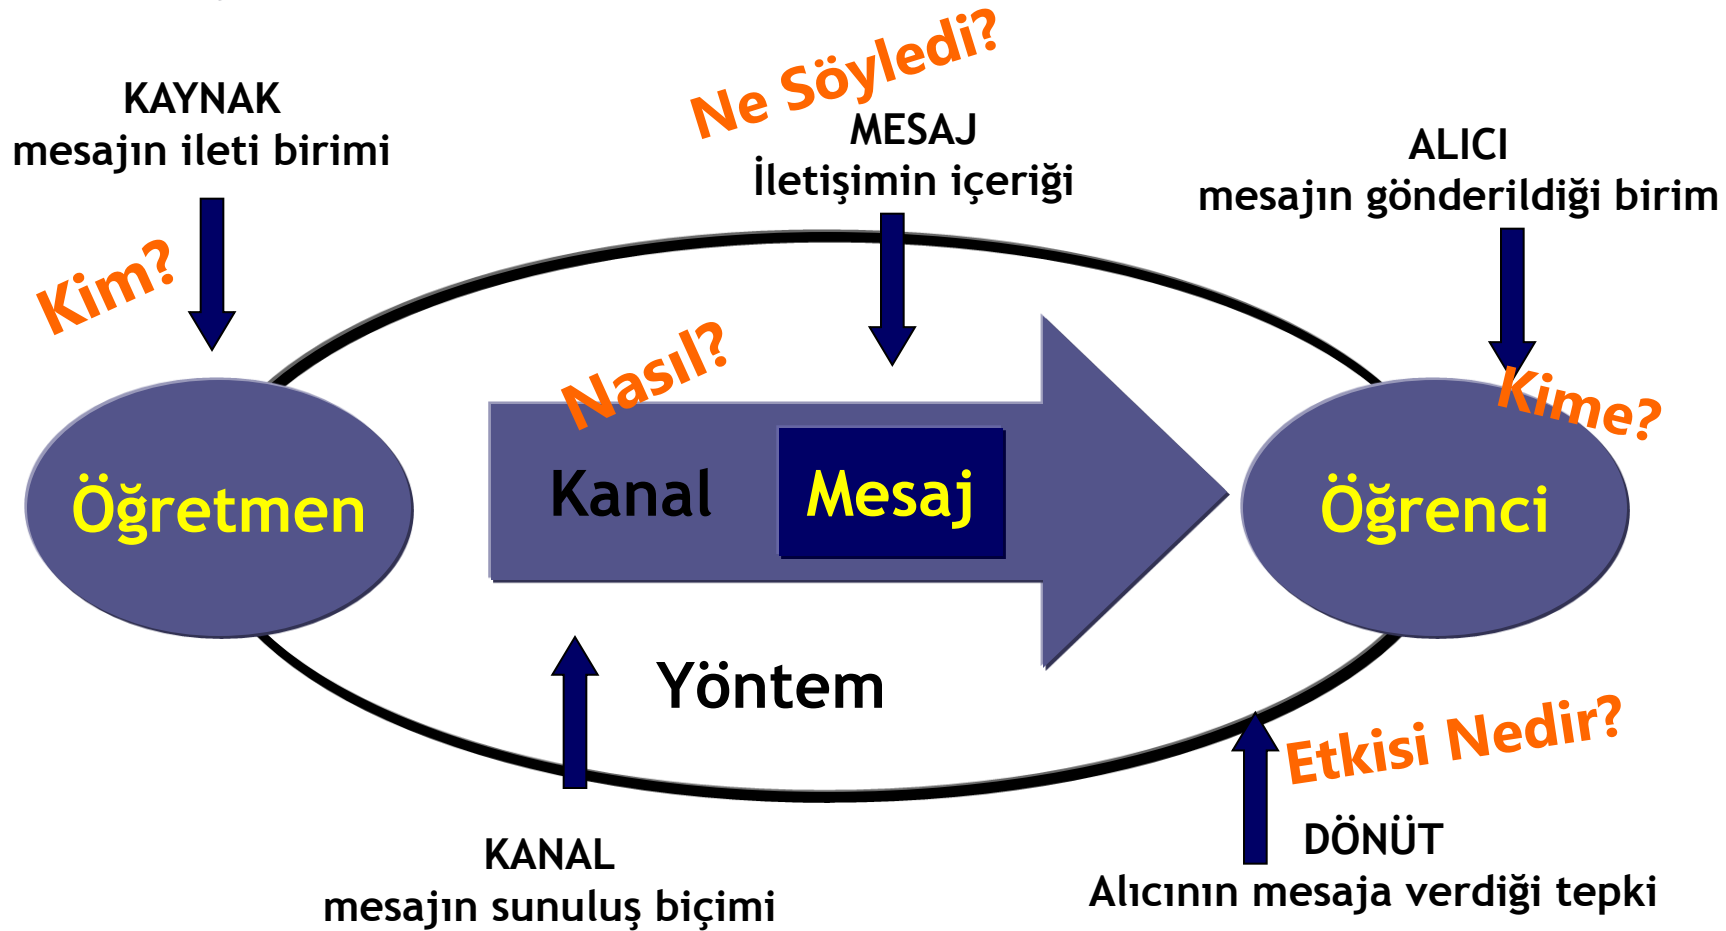 Ne Söyledi?
KAYNAK
mesajın ileti birimi
MESAJ
İletişimin içeriği
ALICI
mesajın gönderildiği birim
Kim?
Nasıl?
Kime?
Öğretmen
Kanal
Mesaj
Öğrenci
Yöntem
Etkisi Nedir?
KANAL
mesajın sunuluş biçimi
DÖNÜT
Alıcının mesaja verdiği tepki